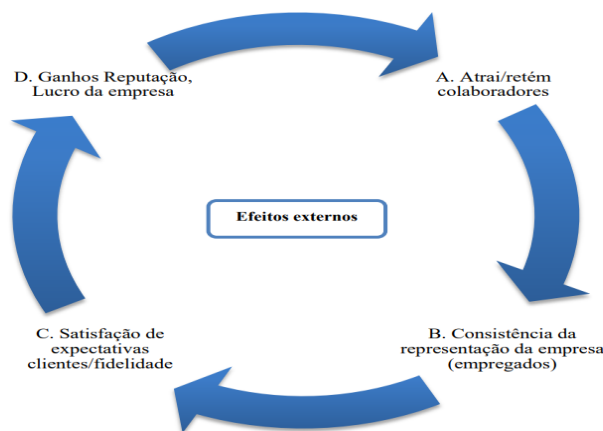 D. Ganhos Reputação,
Lucro da empresa
A. Atrai/retém
colaboradores
Efeitos externos
C. Satisfação de
expectativas
clientes/fidelidade
B. Consistência da
representação da empresa
(empregados)